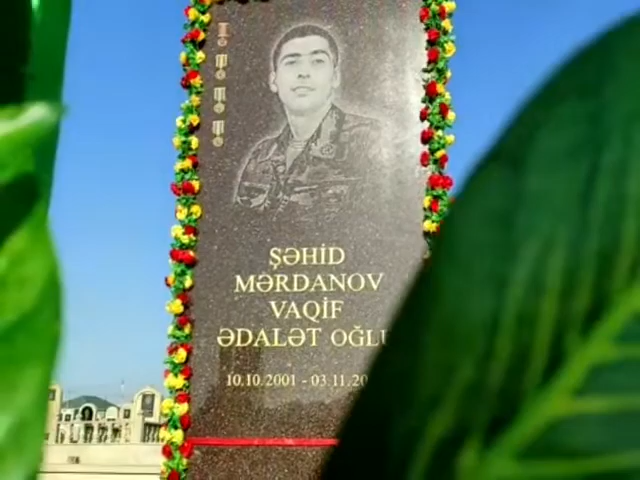 ŞƏHİD
MƏRDANOV
VAQİF
ƏDALƏT OĞLU
10.10.2001 - 03.11.20